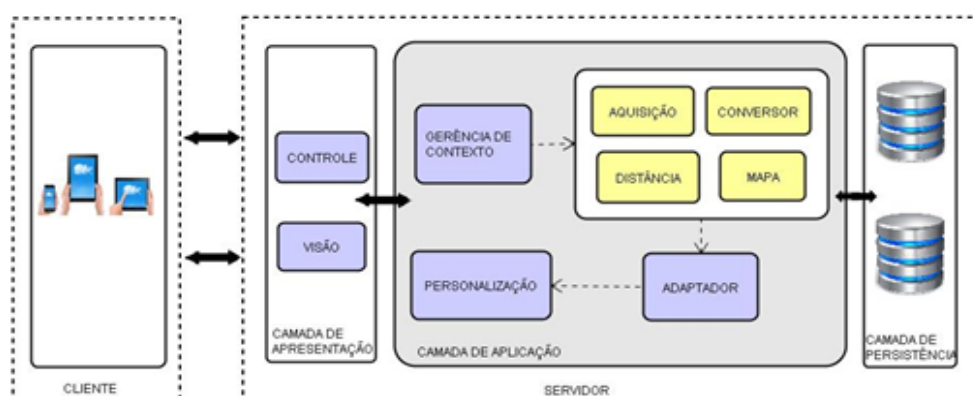 CONTROLE
VISÃO
CAMADA DE
APRESENTAÇÃO
GERÊNCIA DE
CONTEXTO
AQUISIÇÃO
CONVERSOR
DISTÂNCIA
MAPA
PERSONALIZAÇÃO
ADAPTADOR
CAMADA DE APLICAÇÃO
CAMADA DE
PERSISTÊNCIA
CLIENTE
SERVIDOR